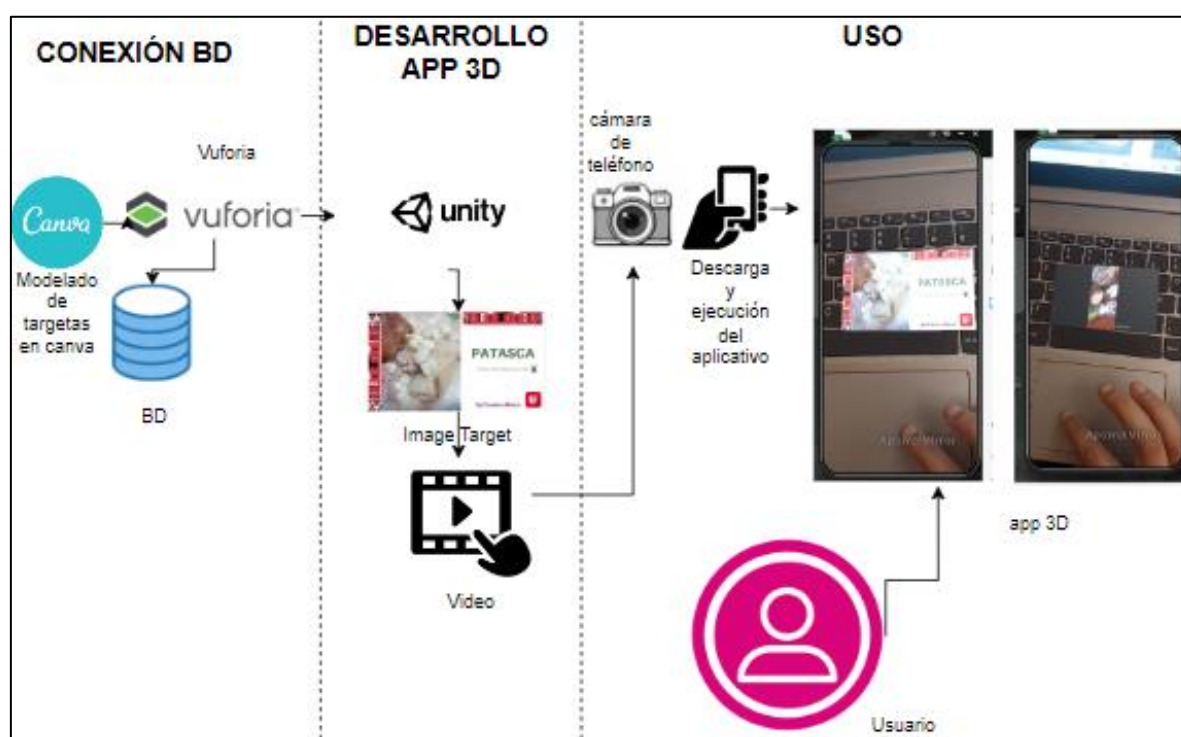 CONEXIÓN BD
DESARROLLO
APP 3D
USO
Vuforia
Canva
vuforia
Modelado
de
targetas
en canva
BD
unity
PATASCA
Image Target
Video
cámara
de
teléfono
Descarga
y
ejecución
del
aplicativo
PATASCA
app 3D
Usuario